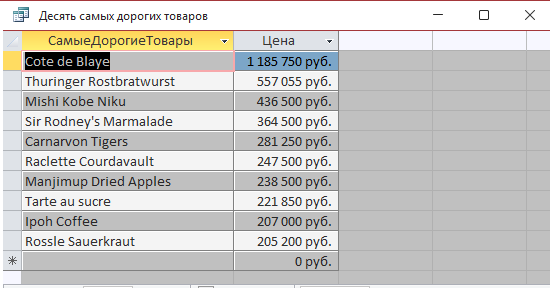 Десять самых дорогих товаров
СамыеДорогиеТовары Цена
Cote de Blaye 1 185 750 руб.
Thuringer Rostbratwurst 557 055 руб.
Mishi Kobe Niku 436 500 руб.
Sir Rodney's Marmalade 364 500 руб.
Carnarvon Tigers 281 250 руб.
Raclette Courdavault 247 500 руб.
Manjimup Dried Apples 238 500 руб.
Tarte au sucre 221 850 руб.
Ipoh Coffee 207 000 руб.
Rossle Sauerkraut 205 200 руб.
0 руб.